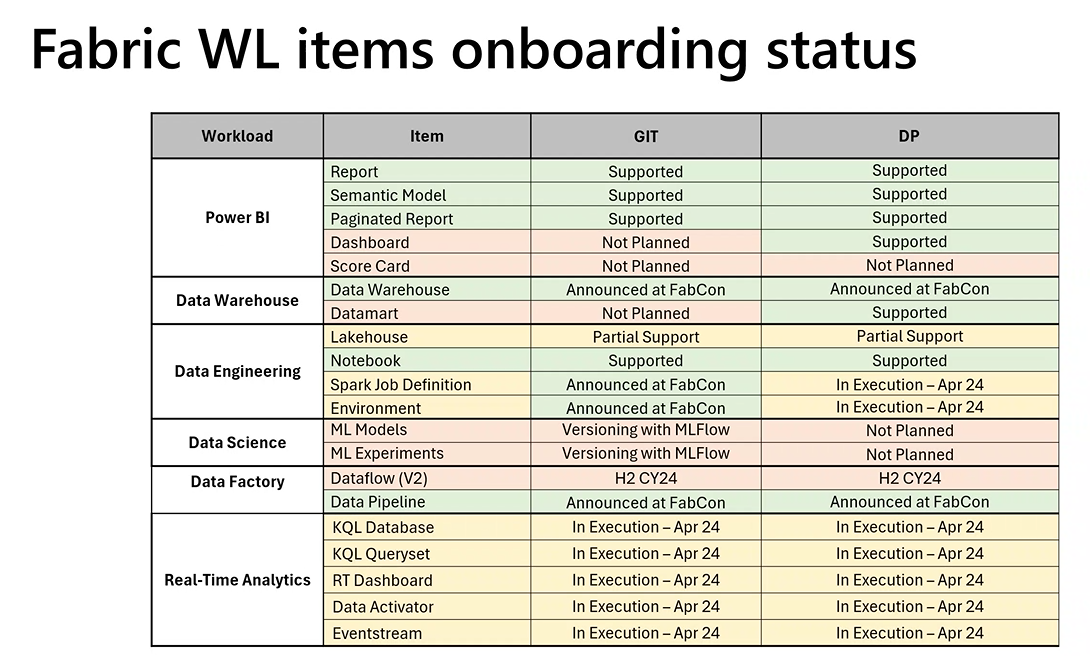 Fabric WL items onboarding status
Workload Item GIT DP
Power BI
Report Supported Supported
Semantic Model Supported Supported
Paginated Report Supported Supported
Dashboard Not Planned Supported
Score Card Not Planned Not Planned
Data Warehouse
Data Warehouse Announced at FabCon Announced at FabCon
Datamart Not Planned Supported
Data Engineering
Lakehouse Partial Support Partial Support
Notebook Supported Supported
Spark Job Definition Announced at FabCon In Execution – Apr 24
Environment Announced at FabCon In Execution – Apr 24
Data Science
ML Models Versioning with MLFlow Not Planned
ML Experiments Versioning with MLFlow Not Planned
Data Factory
Dataflow (V2) H2 CY24 H2 CY24
Data Pipeline Announced at FabCon Announced at FabCon
Real-Time Analytics
KQL Database In Execution – Apr 24 In Execution – Apr 24
KQL Queryset In Execution – Apr 24 In Execution – Apr 24
RT Dashboard In Execution – Apr 24 In Execution – Apr 24
Data Activator In Execution – Apr 24 In Execution – Apr 24
Eventstream In Execution – Apr 24 In Execution – Apr 24